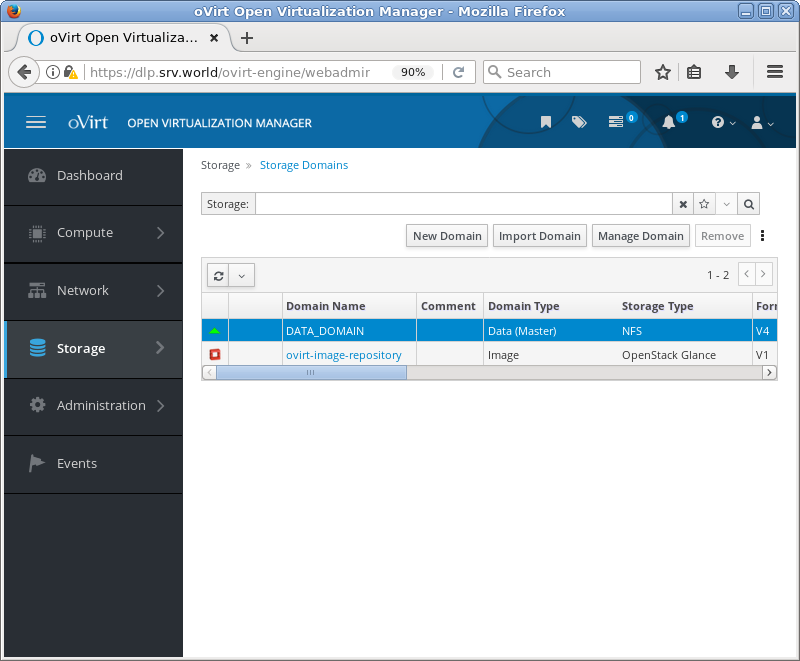 oVirt Open Virtualization Manager - Mozilla Firefox
oVirt Open Virtualiza...
https://dlp.srv.world/ovirt-engine/webadmir 90% Search
oVirt OPEN VIRTUALIZATION MANAGER 0 1
Dashboard
Compute
Network
Storage
Administration
Events
Storage » Storage Domains
Storage:
New Domain Import Domain Manage Domain Remove
1 - 2
Domain Name Comment Domain Type Storage Type Forr
DATA_DOMAIN Data (Master) NFS V4
ovirt-image-repository Image OpenStack Glance V1